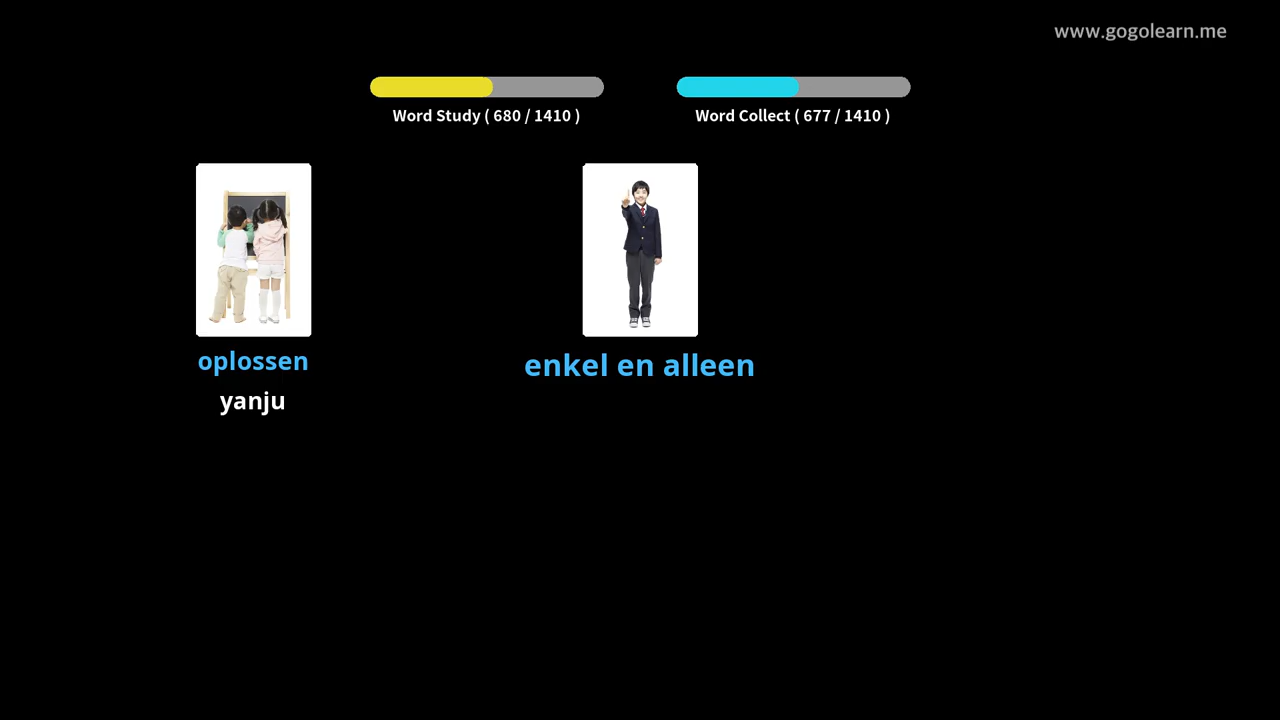 www.gogolearn.me
Word Study ( 680 / 1410 )
Word Collect ( 677 / 1410 )
oplossen
enkel en alleen
yanju